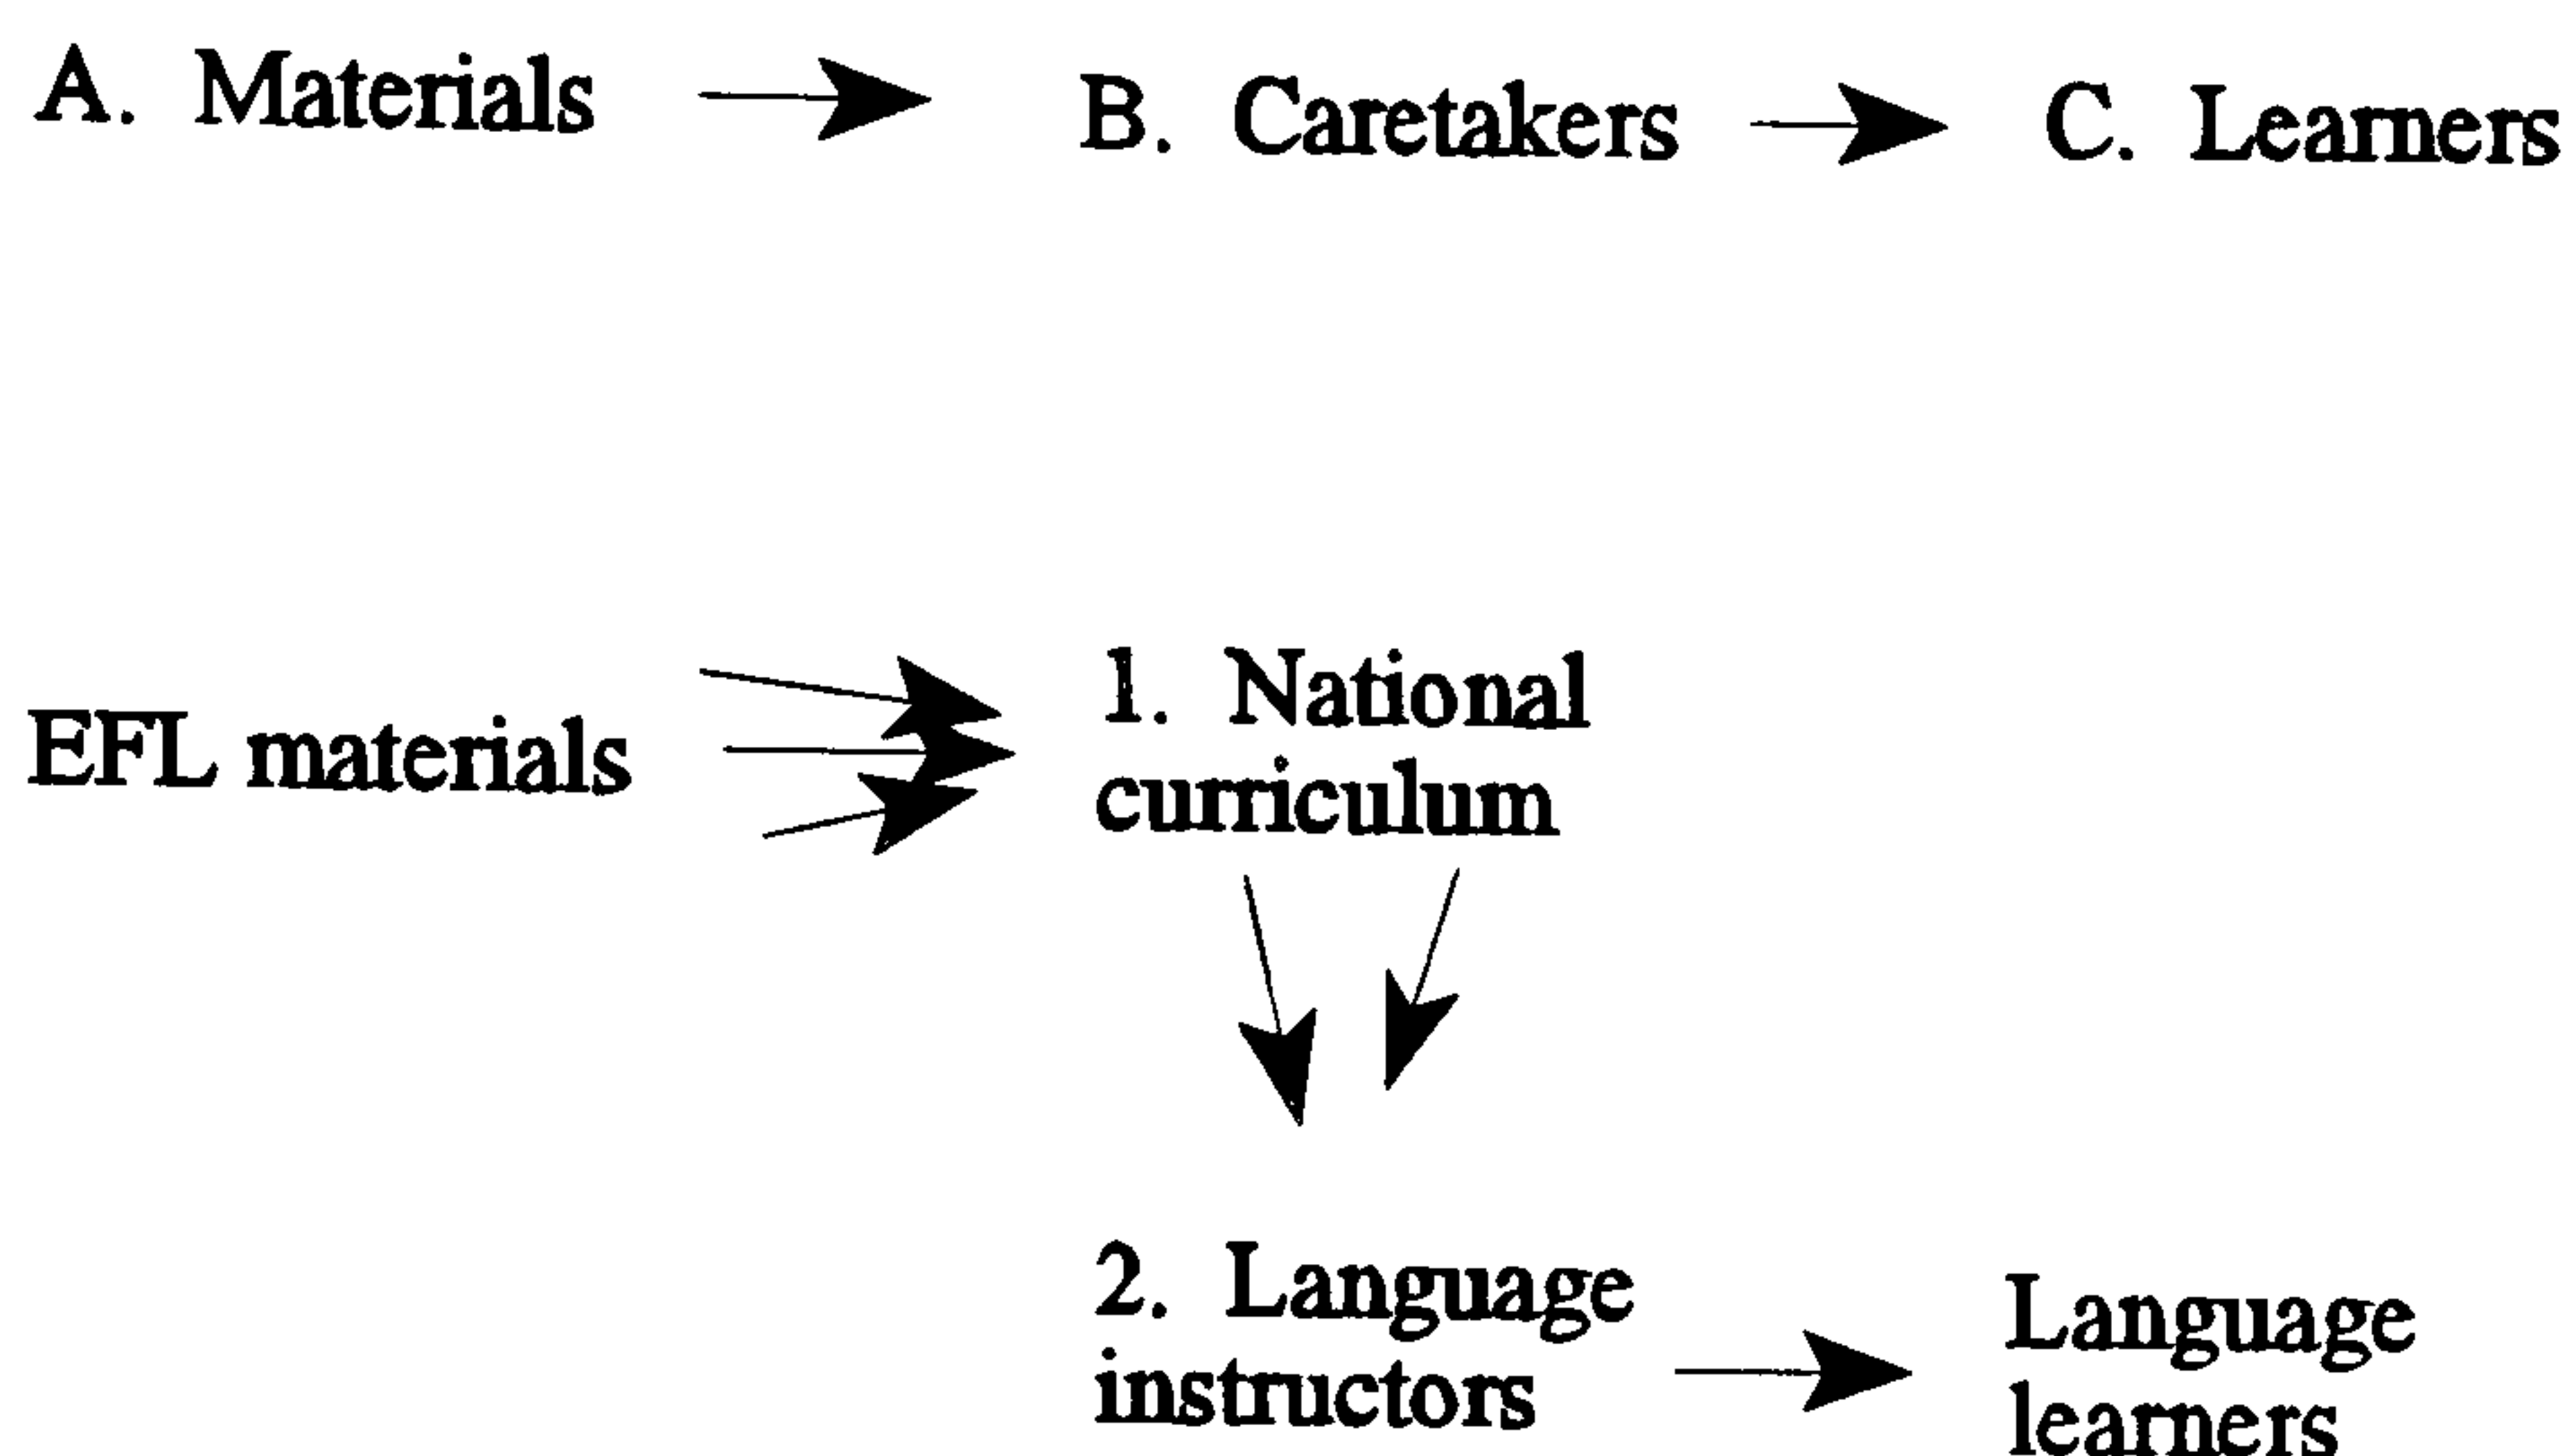 A. Materials B. Caretakers C. Learners
EFL materials
1. National
curriculum
2. Language
instructors
Language
learners